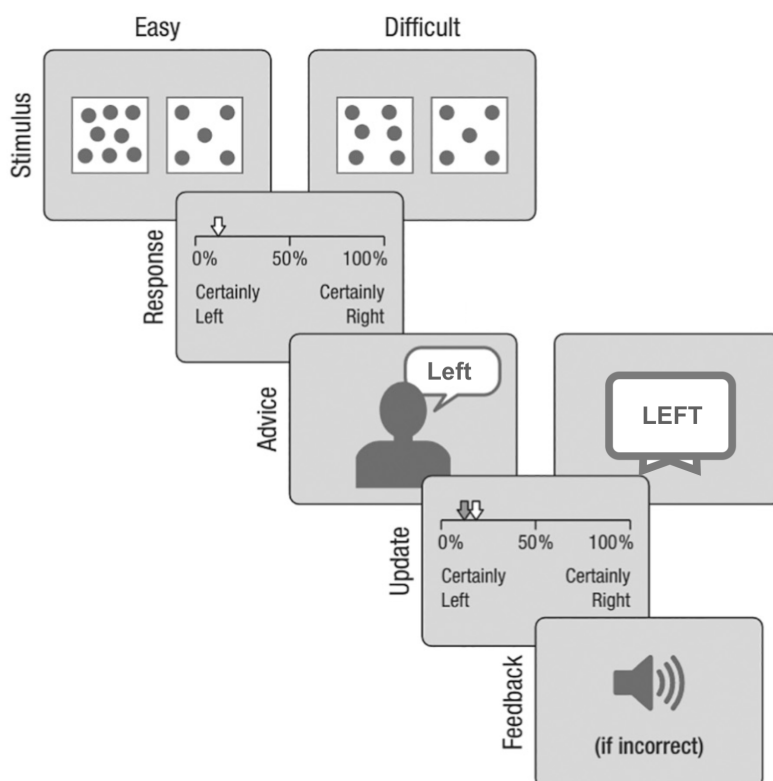 Easy
Difficult
Stimulus
Response
0% 50% 100%
Certainly Certainly
Left Right
Advice
Left
LEFT
Update
0% 50% 100%
Certainly Certainly
Left Right
Feedback
(if incorrect)